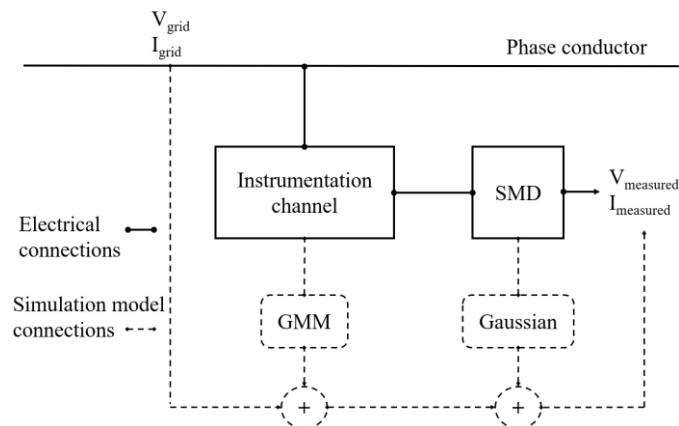 V_grid
I_grid
Phase conductor
Instrumentation
channel
SMD
V_measured
I_measured
Electrical
connections
Simulation model
connections
GMM
Gaussian
+
+